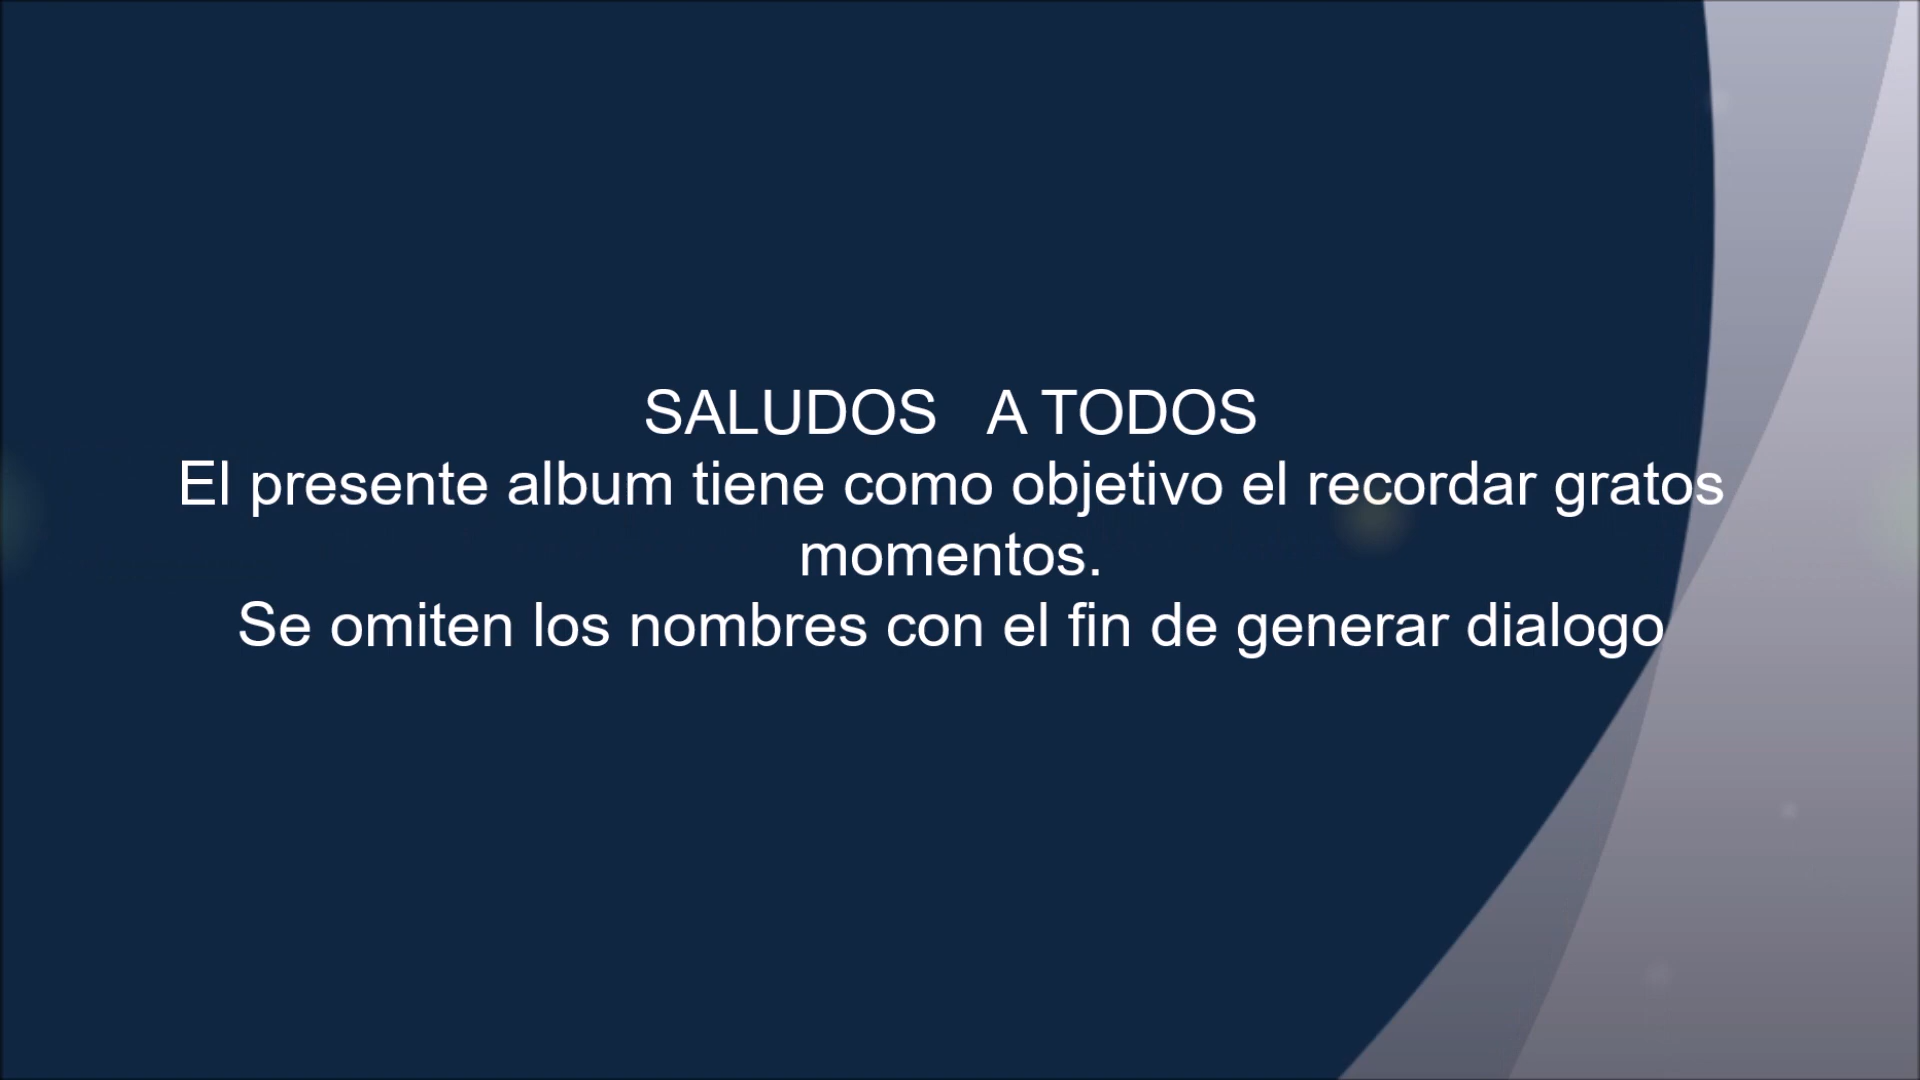 SALUDOS   A TODOS
El presente album tiene como objetivo el recordar gratos
momentos.
Se omiten los nombres con el fin de generar dialogo